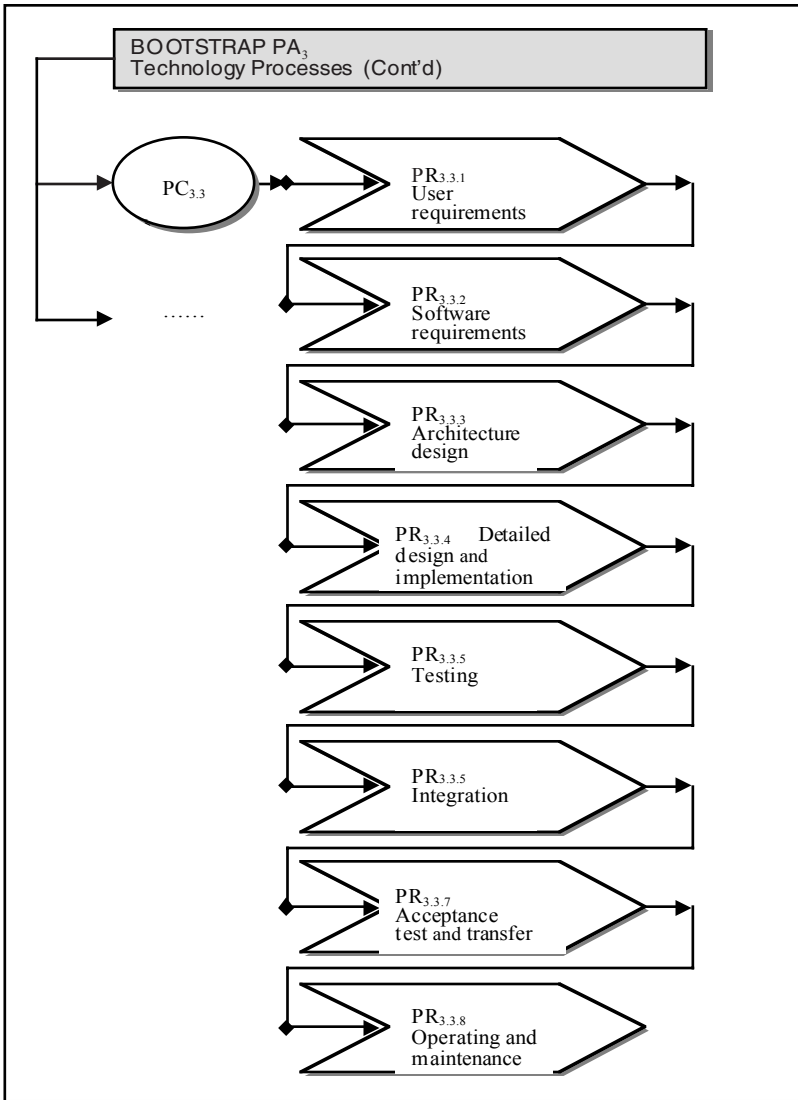 BOOTSTRAP PA3
Technology Processes (Cont'd)
PC3.3
PR3.3.1
User
requirements
......
PR3.3.2
Software
requirements
PR3.3.3
Architecture
design
PR3.3.4 Detailed
design and
implementation
PR3.3.5
Testing
PR3.3.5
Integration
PR3.3.7
Acceptance
test and transfer
PR3.3.8
Operating and
maintenance